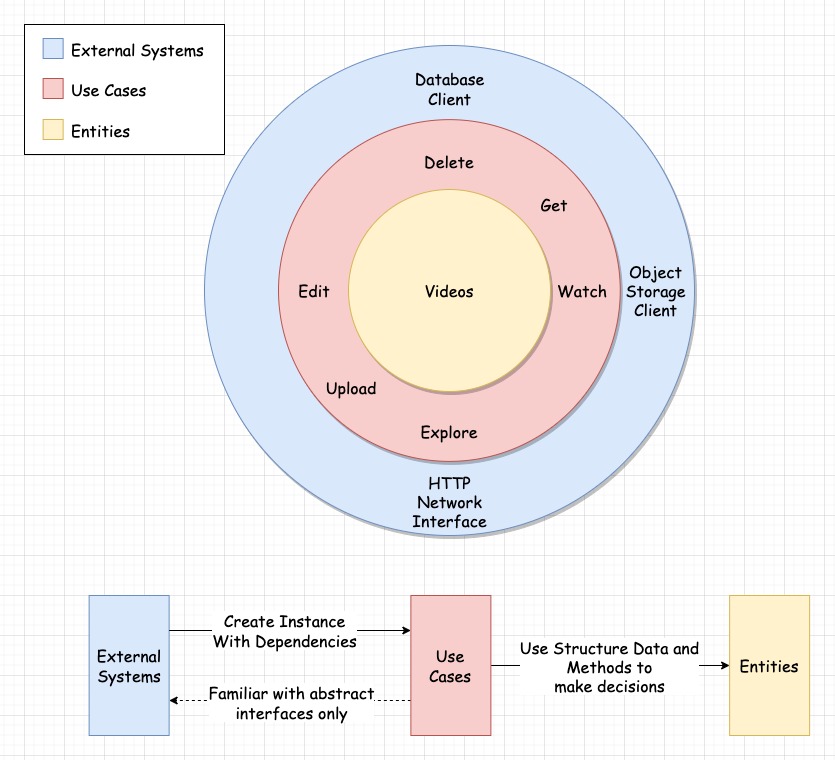 External Systems
Use Cases
Entities
Database
Client
Delete
Get
Edit
Videos
Watch
Object
Storage
Client
Upload
Explore
HTTP
Network
Interface
External
Systems
Create Instance
With Dependencies
Familiar with abstract
interfaces only
Use
Cases
Use Structure Data and
Methods to
make decisions
Entities